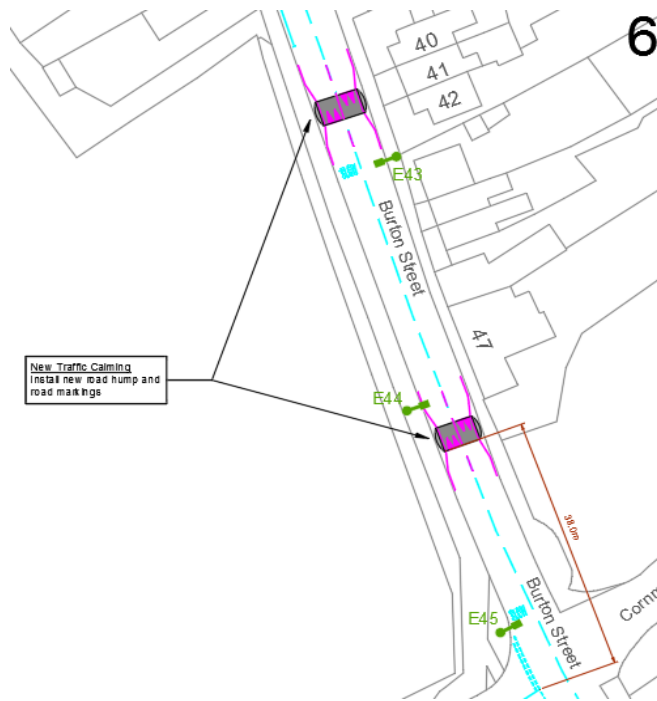 6
40
41
42
E43
Burton Street
New Traffic Calming
Install new road hump and
road markings
47
E44
38.0m
E45
Burton Street
Cornm